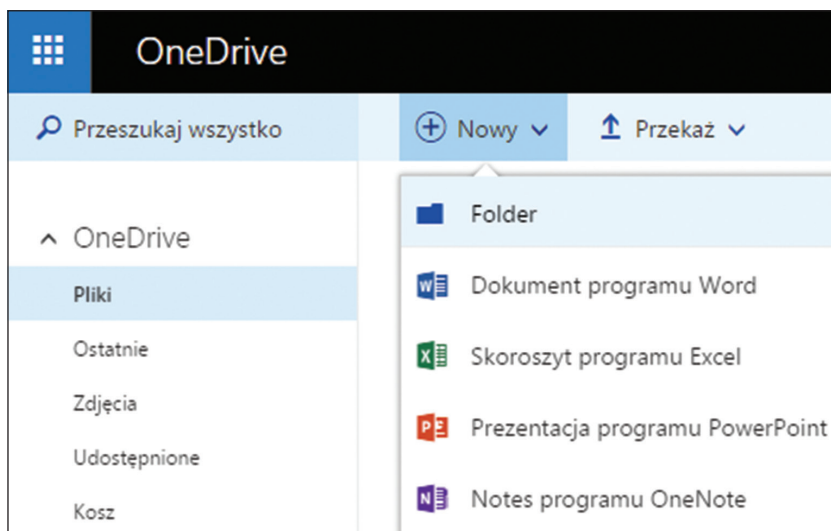 OneDrive
Przeszukaj wszystko
Nowy
Przekaż
OneDrive
Pliki
Ostatnie
Zdjęcia
Udostępnione
Kosz
Folder
Dokument programu Word
Skoroszyt programu Excel
Prezentacja programu PowerPoint
Notes programu OneNote